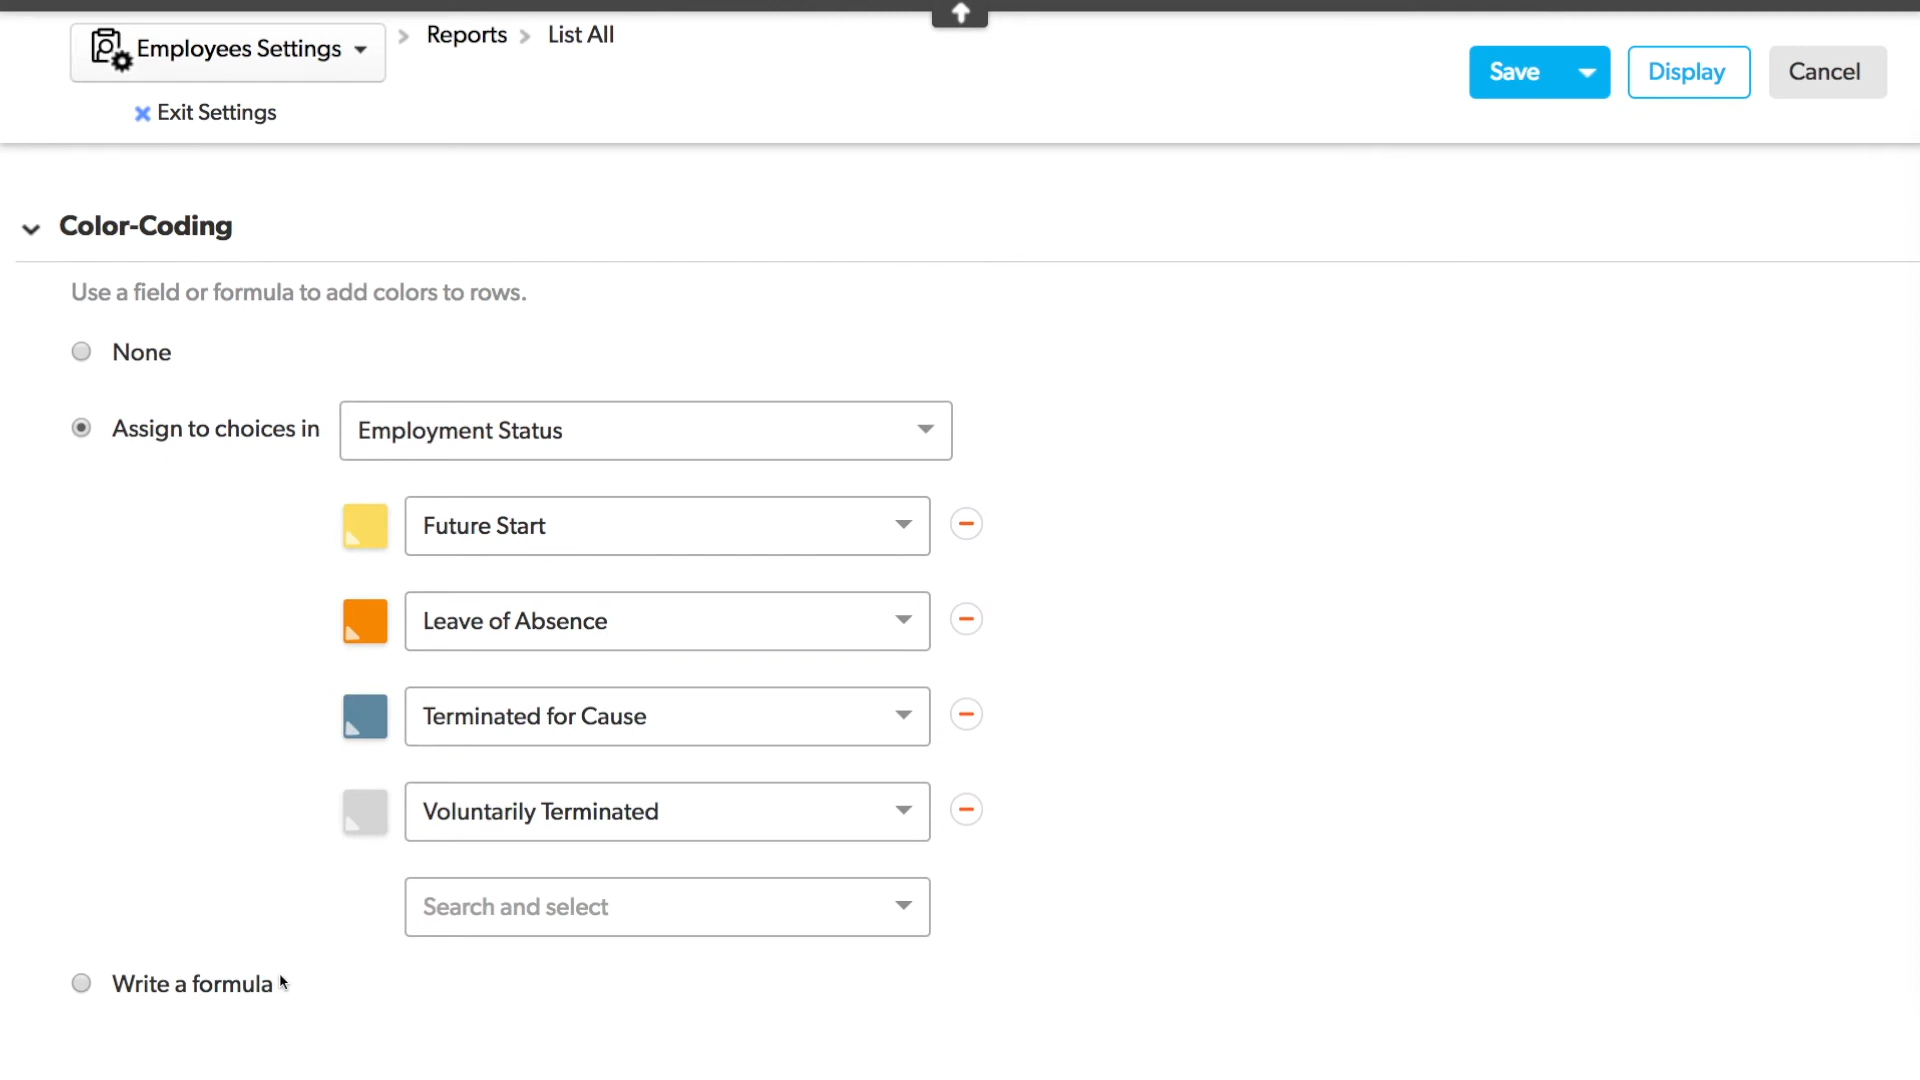 Employees Settings
Reports
List All
Save
Display
Cancel
Exit Settings
Color-Coding
Use a field or formula to add colors to rows.
None
Assign to choices in
Employment Status
Future Start
Leave of Absence
Terminated for Cause
Voluntarily Terminated
Search and select
Write a formula